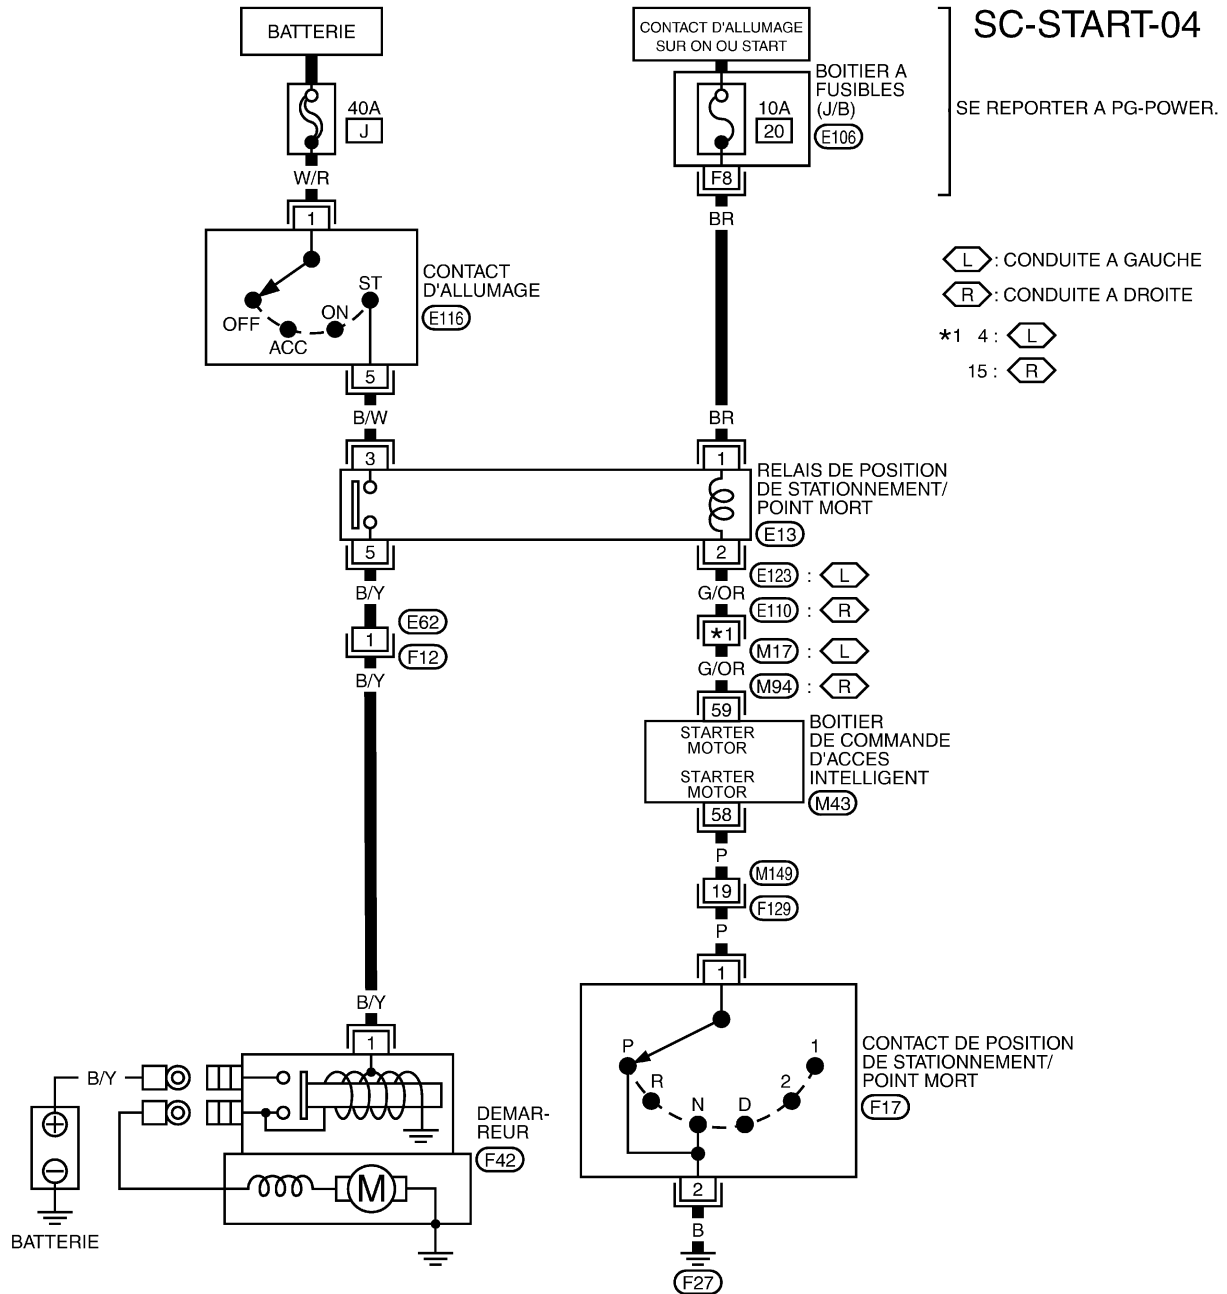 SC-START-04
BATTERIE
40A
J
W/R
1
CONTACT D'ALLUMAGE
SUR ON OU START
BOITIER A
FUSIBLES
(J/B)
E106
10A
20
F8
BR
SE REPORTER A PG-POWER.
L : CONDUITE A GAUCHE
R : CONDUITE A DROITE
*1 4 : L
15 : R
OFF
ACC
ON
ST
CONTACT
D'ALLUMAGE
E116
5
B/W
BR
3
1
RELAIS DE POSITION
DE STATIONNEMENT/
POINT MORT
E13
5
2
B/Y
G/OR
E123 : L
E110 : R
1
E62
F12
*1
M17 : L
M94 : R
B/Y
G/OR
59
STARTER
MOTOR
STARTER
MOTOR
BOITIER
DE COMMANDE
D'ACCES
INTELLIGENT
M43
58
P
19
M149
F129
P
1
P
R
N
D
2
1
CONTACT DE POSITION
DE STATIONNEMENT/
POINT MORT
F17
2
B
F27
B/Y
1
B/Y
M
DEMAR-
REUR
F42
BATTERIE